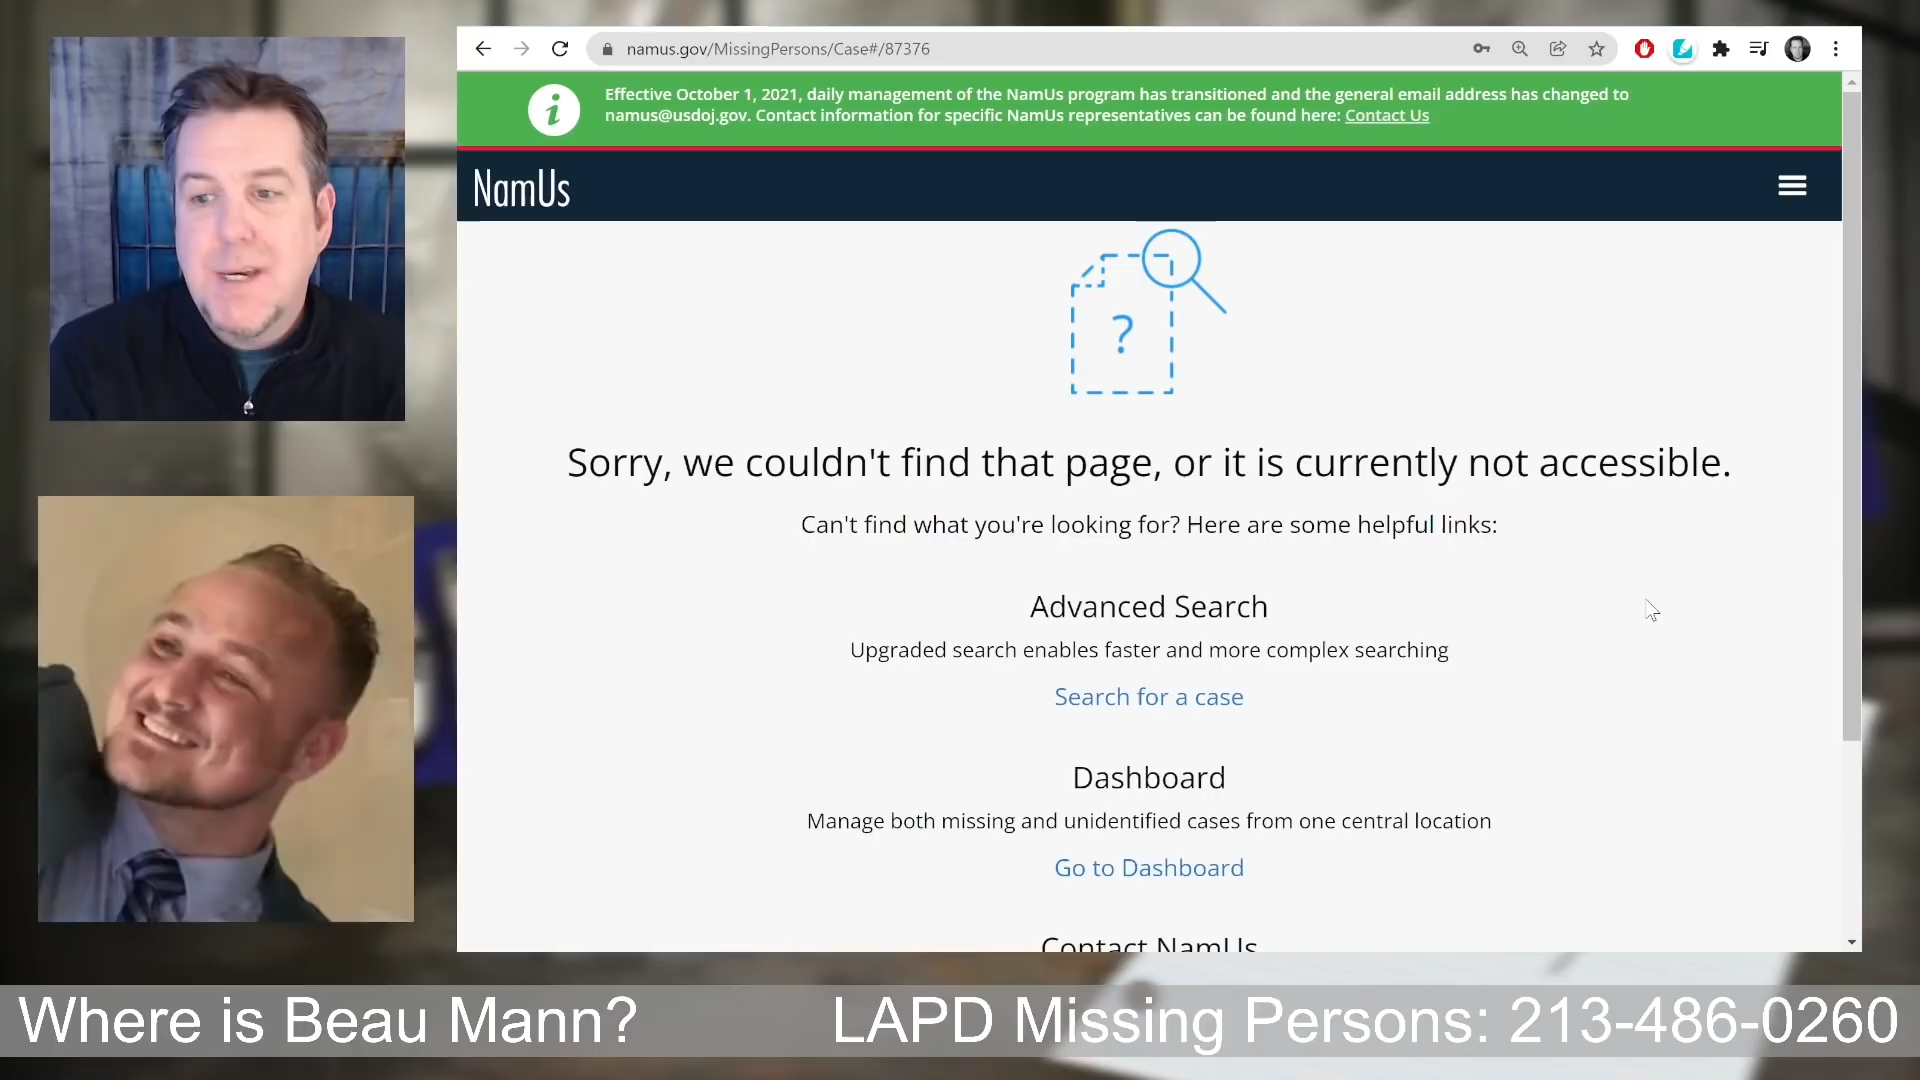 namus.gov/MissingPersons/Case#/87376
Effective October 1, 2021, daily management of the NamUs program has transitioned and the general email address has changed to
namus@usdoj.gov. Contact information for specific NamUs representatives can be found here: Contact Us
NamUs
?
Sorry, we couldn't find that page, or it is currently not accessible.
Can't find what you're looking for? Here are some helpful links:
Advanced Search
Upgraded search enables faster and more complex searching
Search for a case
Dashboard
Manage both missing and unidentified cases from one central location
Go to Dashboard
Contact NamUs
Where is Beau Mann?
LAPD Missing Persons: 213-486-0260